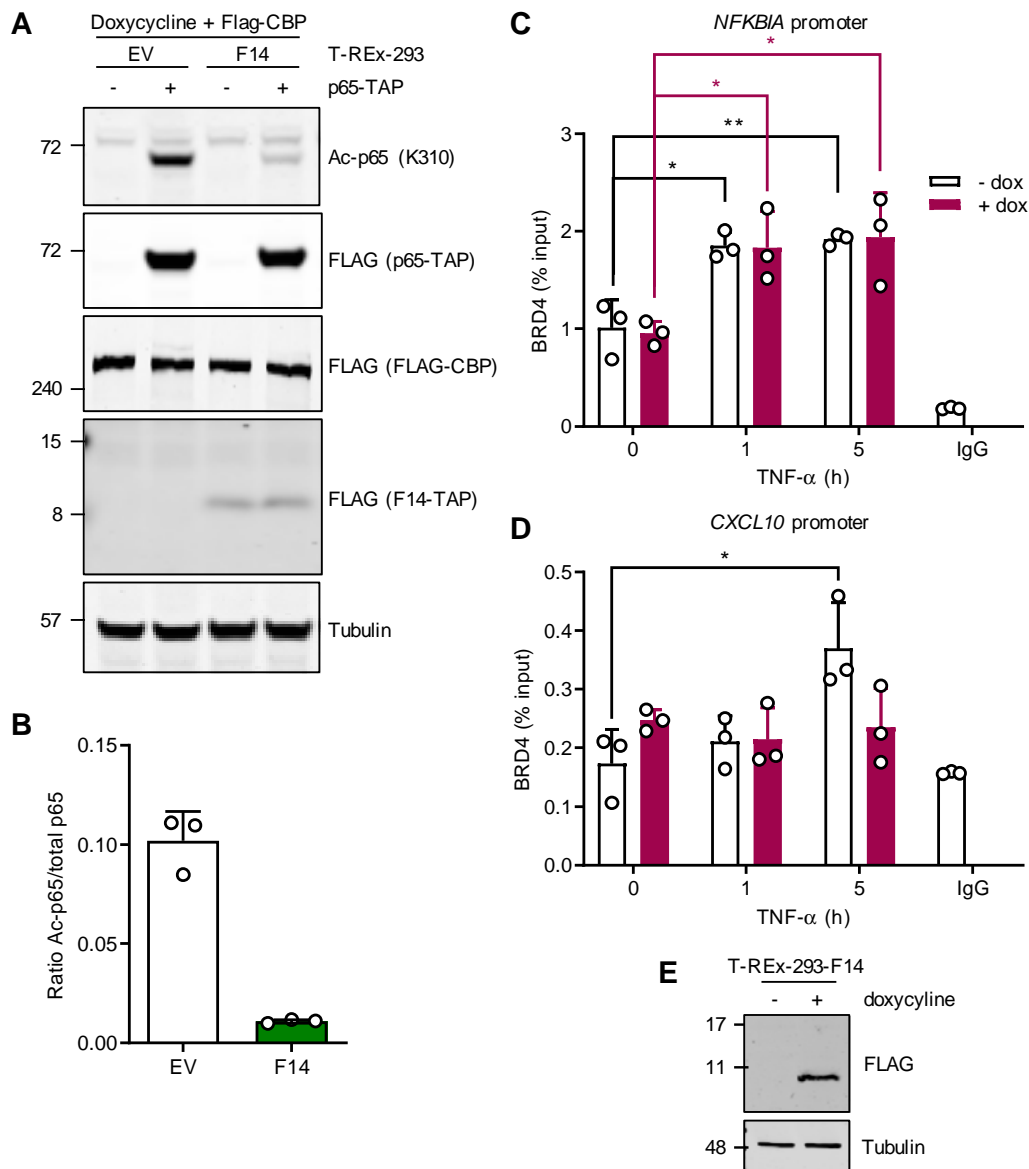 A
Doxycycline + Flag-CBP
EV F14 T-REx-293
- + - + p65-TAP
72 Ac-p65 (K310)
72 FLAG (p65-TAP)
FLAG (FLAG-CBP)
240
15
FLAG (F14-TAP)
8
57
Tubulin
B
0.15
0.10
0.05
0.00
Ratio Ac-p65/total p65
EV F14
C
NFKBIA promoter
*
*
**
*
3
2
1
0
BRD4 (% input)
- dox
+ dox
0 1 5 IgG
TNF-α (h)
D
CXCL10 promoter
*
0.5
0.4
0.3
0.2
0.1
0.0
BRD4 (% input)
0 1 5 IgG
TNF-α (h)
E
T-REx-293-F14
- + doxycyline
17
11
FLAG
48 Tubulin